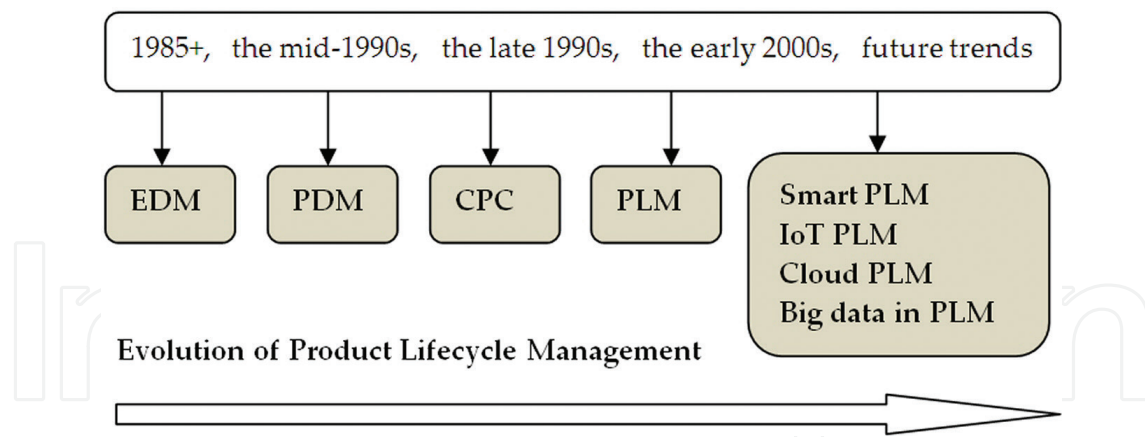 1985+, the mid-1990s, the late 1990s, the early 2000s, future trends
EDM
PDM
CPC
PLM
Smart PLM
IoT PLM
Cloud PLM
Big data in PLM
Evolution of Product Lifecycle Management